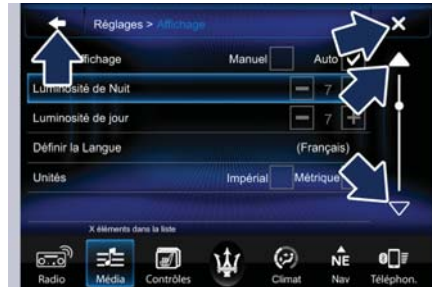 Réglages > Affichage
ffichage Manuel Auto
Luminosité de Nuit - 7 +
Luminosité de jour - 7 +
Définir la Langue (Français)
Unités Impérial Métrique
X éléments dans la liste
Radio Média Contrôles Climat NE Nav Téléphon.